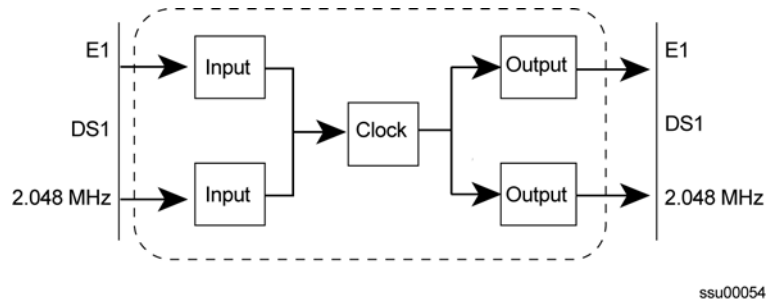 E1
Input
Output
E1
DS1
Clock
DS1
2.048 MHz
Input
Output
2.048 MHz
ssu00054